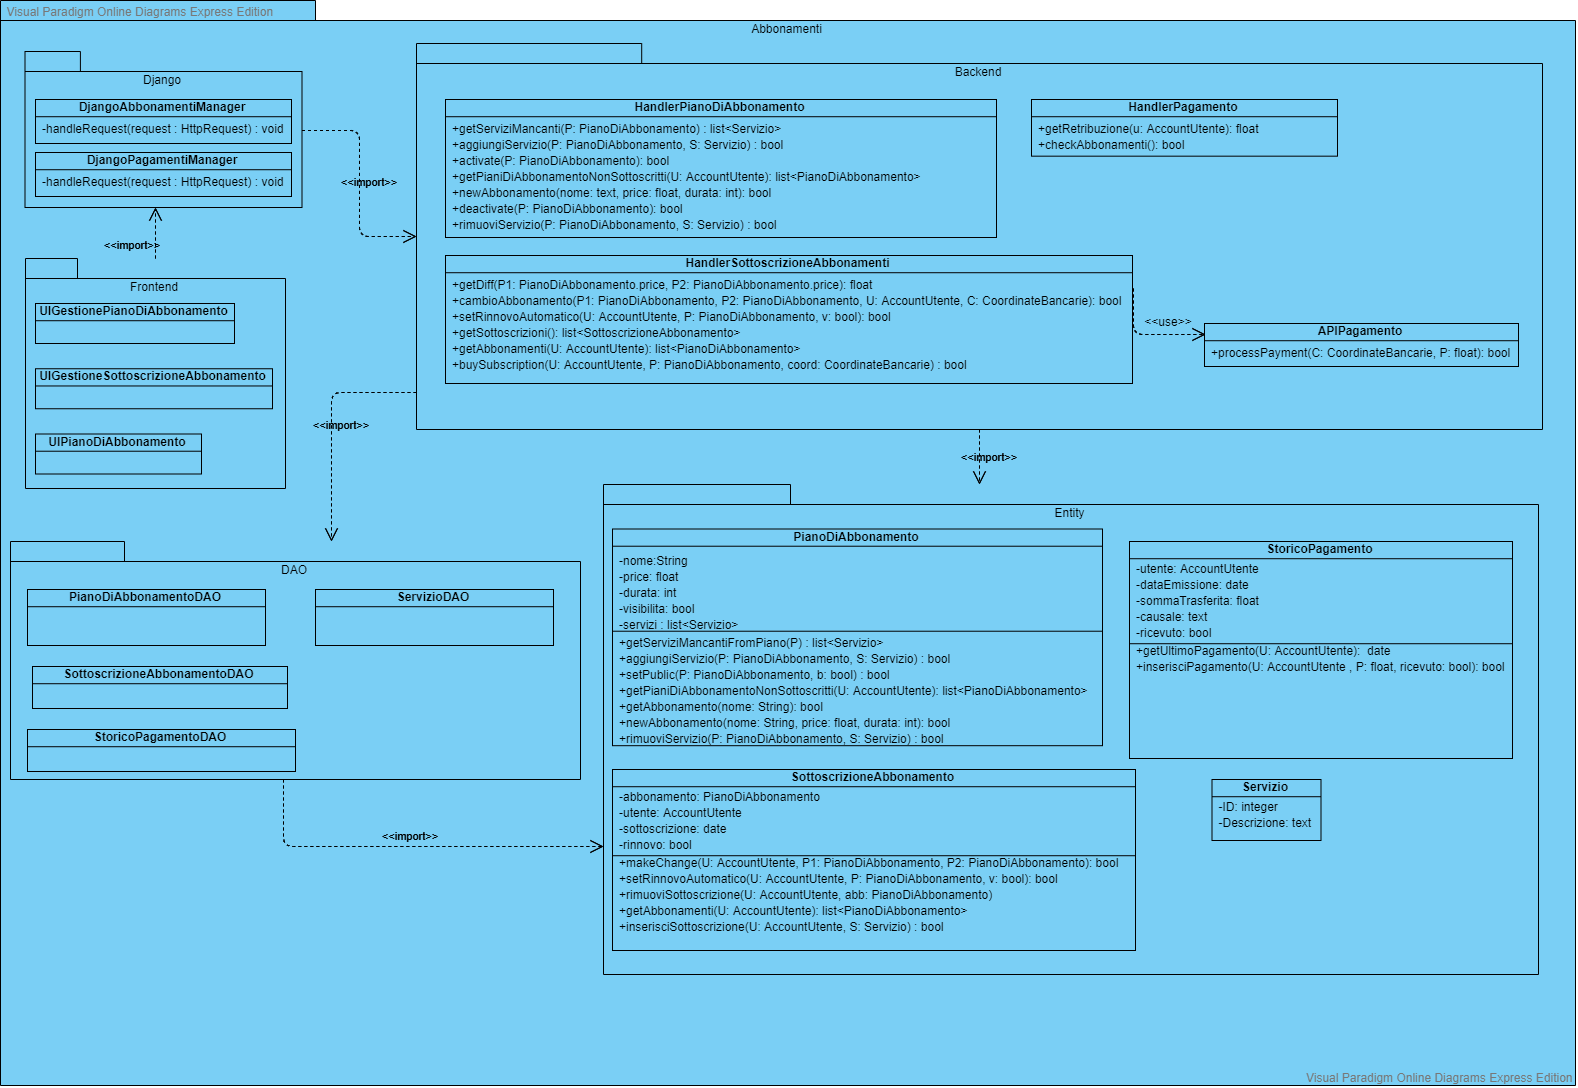 Visual Paradigm Online Diagrams Express Edition
Abbonamenti
Django
DjangoAbbonamentiManager
-handleRequest(request : HttpRequest) : void
DjangoPagamentiManager
-handleRequest(request : HttpRequest) : void
<<import>>
<<import>>
Frontend
UIGestionePianoDiAbbonamento
UIGestioneSottoscrizioneAbbonamento
UIPianoDiAbbonamento
Backend
HandlerPianoDiAbbonamento
+getServiziMancanti(P: PianoDiAbbonamento) : list<Servizio>
+aggiungiServizio(P: PianoDiAbbonamento, S: Servizio) : bool
+activate(P: PianoDiAbbonamento): bool
+getPianiDiAbbonamentoNonSottoscritti(U: AccountUtente): list<PianoDiAbbonamento>
+newAbbonamento(nome: text, price: float, durata: int): bool
+deactivate(P: PianoDiAbbonamento): bool
+rimuoviServizio(P: PianoDiAbbonamento, S: Servizio) : bool
HandlerPagamento
+getRetribuzione(u: AccountUtente): float
+checkAbbonamenti(): bool
HandlerSottoscrizioneAbbonamenti
+getDiff(P1: PianoDiAbbonamento.price, P2: PianoDiAbbonamento.price): float
+cambioAbbonamento(P1: PianoDiAbbonamento, P2: PianoDiAbbonamento, U: AccountUtente, C: CoordinateBancarie): bool
+setRinnovoAutomatico(U: AccountUtente, P: PianoDiAbbonamento, v: bool): bool
+getSottoscrizioni(): list<SottoscrizioneAbbonamento>
+getAbbonamenti(U: AccountUtente): list<PianoDiAbbonamento>
+buySubscription(U: AccountUtente, P: PianoDiAbbonamento, coord: CoordinateBancarie) : bool
<<use>>
APIPagamento
+processPayment(C: CoordinateBancarie, P: float): bool
<<import>>
<<import>>
DAO
PianoDiAbbonamentoDAO
ServizioDAO
SottoscrizioneAbbonamentoDAO
StoricoPagamentoDAO
<<import>>
Entity
PianoDiAbbonamento
-nome:String
-price: float
-durata: int
-visibilita: bool
-servizi : list<Servizio>
+getServiziMancantiFromPiano(P) : list<Servizio>
+aggiungiServizio(P: PianoDiAbbonamento, S: Servizio) : bool
+setPublic(P: PianoDiAbbonamento, b: bool) : bool
+getPianiDiAbbonamentoNonSottoscritti(U: AccountUtente): list<PianoDiAbbonamento>
+getAbbonamento(nome: String): bool
+newAbbonamento(nome: String, price: float, durata: int): bool
+rimuoviServizio(P: PianoDiAbbonamento, S: Servizio) : bool
StoricoPagamento
-utente: AccountUtente
-dataEmissione: date
-sommaTrasferita: float
-causale: text
-ricevuto: bool
+getUltimoPagamento(U: AccountUtente): date
+inserisciPagamento(U: AccountUtente , P: float, ricevuto: bool): bool
SottoscrizioneAbbonamento
-abbonamento: PianoDiAbbonamento
-utente: AccountUtente
-sottoscrizione: date
-rinnovo: bool
+makeChange(U: AccountUtente, P1: PianoDiAbbonamento, P2: PianoDiAbbonamento): bool
+setRinnovoAutomatico(U: AccountUtente, P: PianoDiAbbonamento, v: bool): bool
+rimuoviSottoscrizione(U: AccountUtente, abb: PianoDiAbbonamento)
+getAbbonamenti(U: AccountUtente): list<PianoDiAbbonamento>
+inserisciSottoscrizione(U: AccountUtente, S: Servizio) : bool
Servizio
-ID: integer
-Descrizione: text
Visual Paradigm Online Diagrams Express Edition